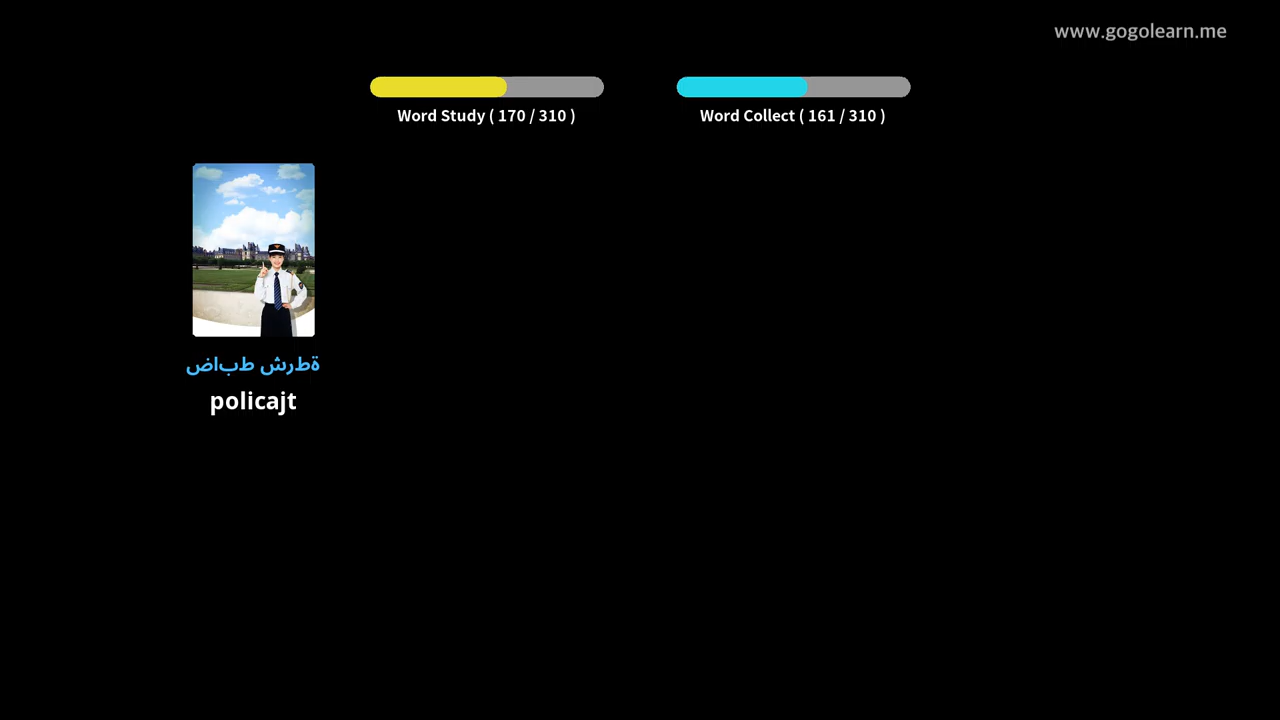 www.gogolearn.me
Word Study ( 170 / 310 )
Word Collect ( 161 / 310 )
ةطرش طباض
policajt